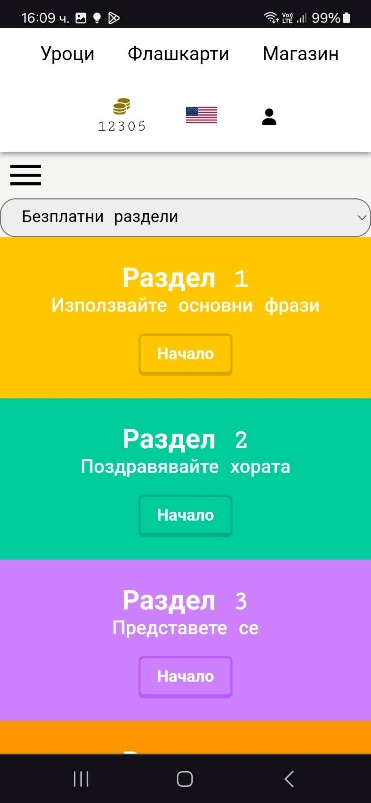 16:09 ч. 99%
Уроци Флашкарти Магазин
12305
Безплатни раздели
Раздел 1
Използвайте основни фрази
Начало
Раздел 2
Поздравявайте хората
Начало
Раздел 3
Представете се
Начало